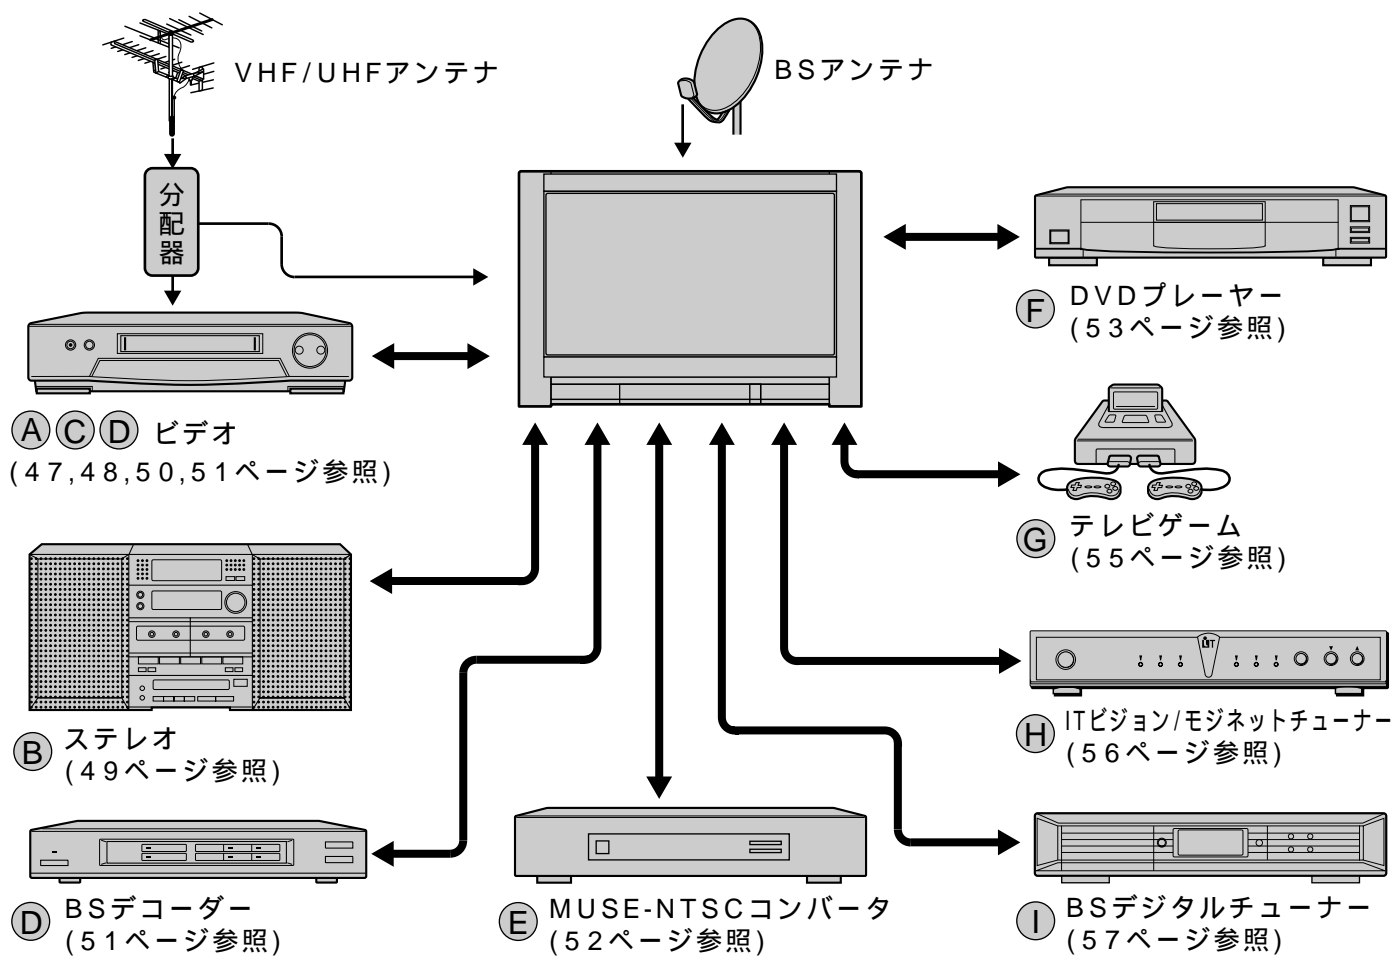 VHF/UHFアンテナ
BSアンテナ
分配器
A C D ビデオ
(47,48,50,51ページ参照)
F DVDプレーヤー
(53ページ参照)
G テレビゲーム
(55ページ参照)
B ステレオ
(49ページ参照)
H ITビジョン/モジネットチューナー
(56ページ参照)
D BSデコーダー
(51ページ参照)
E MUSE-NTSCコンバータ
(52ページ参照)
I BSデジタルチューナー
(57ページ参照)